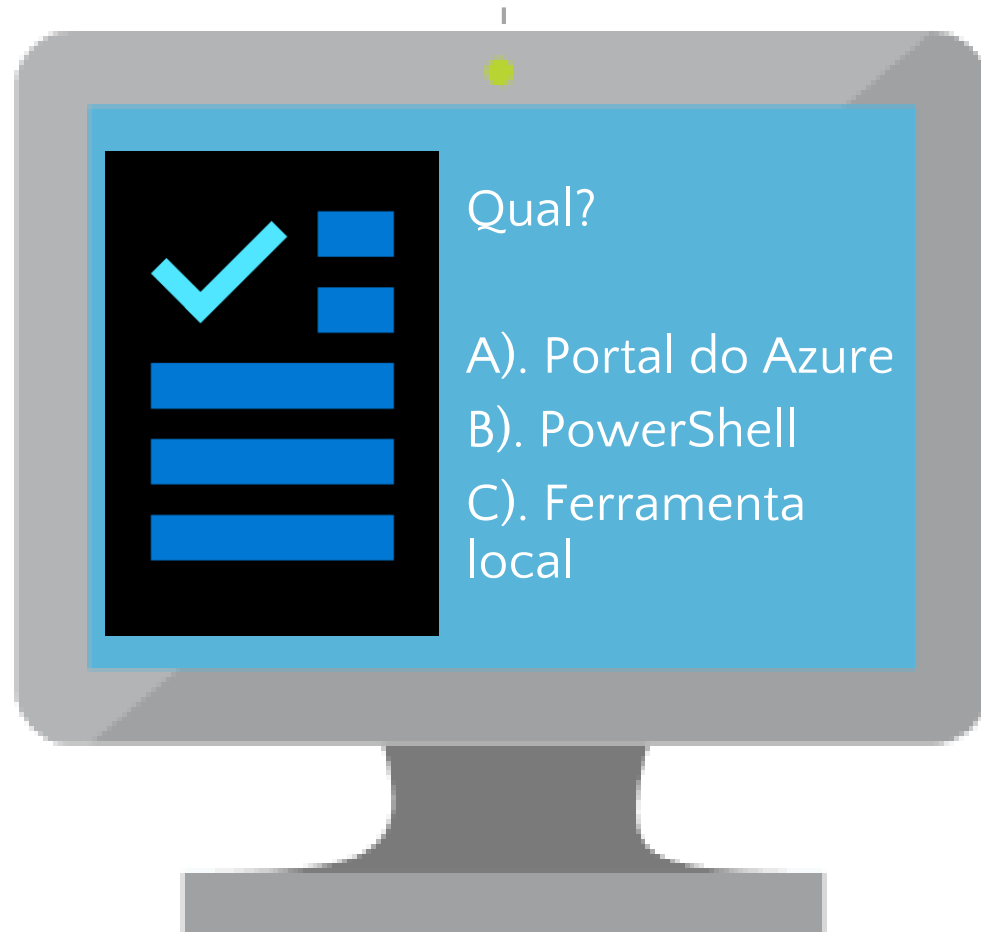 Qual?
A). Portal do Azure
B). PowerShell
C). Ferramenta
local